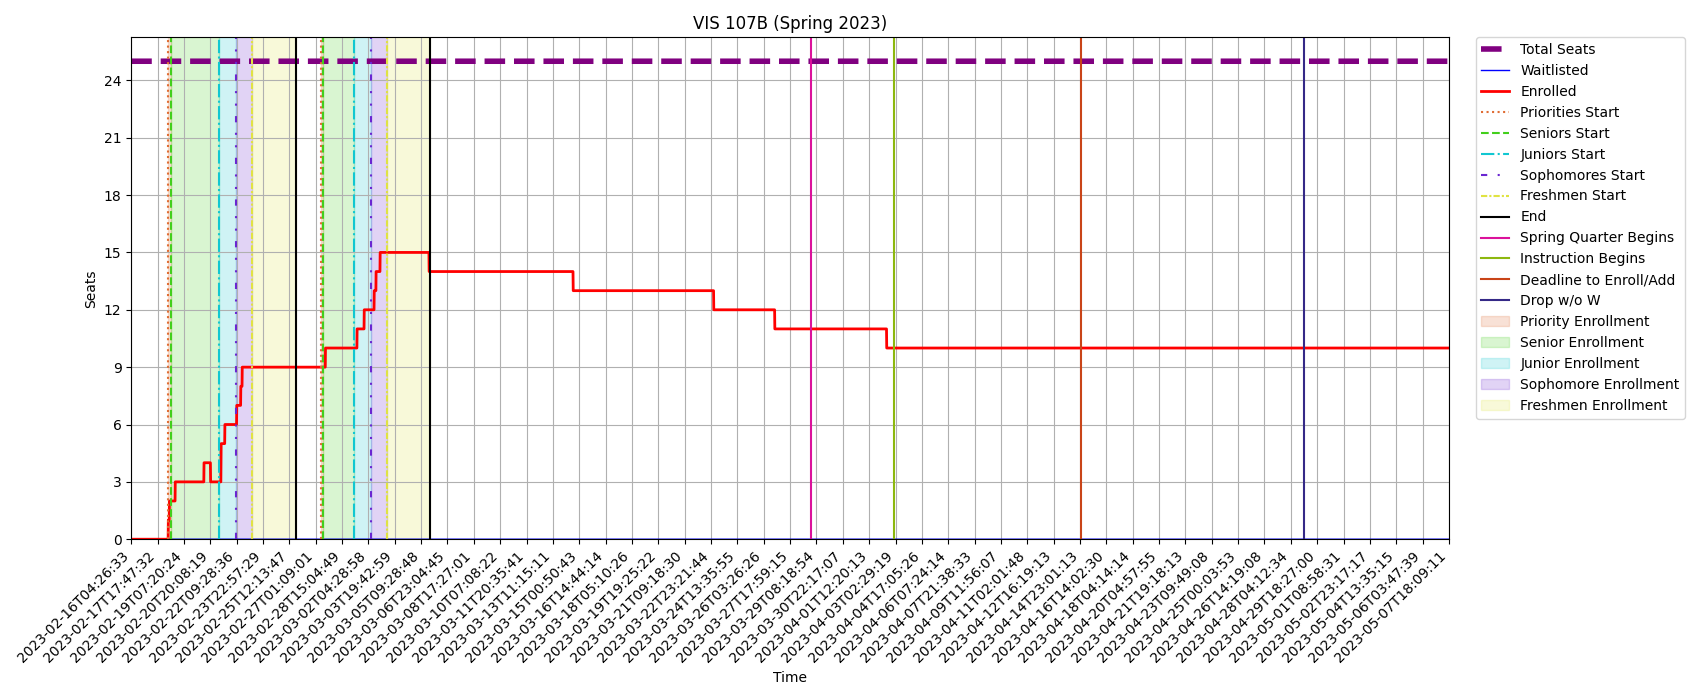 VIS 107B (Spring 2023)
Seats
24
21
18
15
12
9
6
3
0
2023-02-16T04:26:33
2023-02-17T17:47:32
2023-02-19T07:20:24
2023-02-20T20:08:19
2023-02-22T09:28:36
2023-02-23T22:57:29
2023-02-25T12:13:47
2023-02-27T01:09:01
2023-02-28T15:04:49
2023-03-02T04:28:58
2023-03-03T19:42:59
2023-03-05T09:28:48
2023-03-06T23:04:45
2023-03-08T17:27:01
2023-03-10T07:08:22
2023-03-11T20:35:41
2023-03-13T11:15:11
2023-03-15T00:50:43
2023-03-16T14:44:14
2023-03-18T05:10:26
2023-03-19T19:25:22
2023-03-21T09:18:30
2023-03-22T23:21:44
2023-03-24T13:35:55
2023-03-26T03:26:26
2023-03-27T17:59:15
2023-03-29T08:18:54
2023-03-30T22:17:07
2023-04-01T12:20:13
2023-04-03T02:29:19
2023-04-04T17:05:26
2023-04-06T07:24:14
2023-04-07T21:38:33
2023-04-09T11:56:07
2023-04-11T02:01:48
2023-04-12T16:19:13
2023-04-14T23:01:13
2023-04-16T14:02:30
2023-04-18T04:14:14
2023-04-20T04:57:55
2023-04-21T19:18:13
2023-04-23T09:49:08
2023-04-25T00:03:53
2023-04-26T14:19:08
2023-04-28T04:12:34
2023-04-29T18:27:00
2023-05-01T08:58:31
2023-05-02T23:17:17
2023-05-04T13:35:15
2023-05-06T03:47:39
2023-05-07T18:09:11
Time
Total Seats
Waitlisted
Enrolled
Priorities Start
Seniors Start
Juniors Start
Sophomores Start
Freshmen Start
End
Spring Quarter Begins
Instruction Begins
Deadline to Enroll/Add
Drop w/o W
Priority Enrollment
Senior Enrollment
Junior Enrollment
Sophomore Enrollment
Freshmen Enrollment